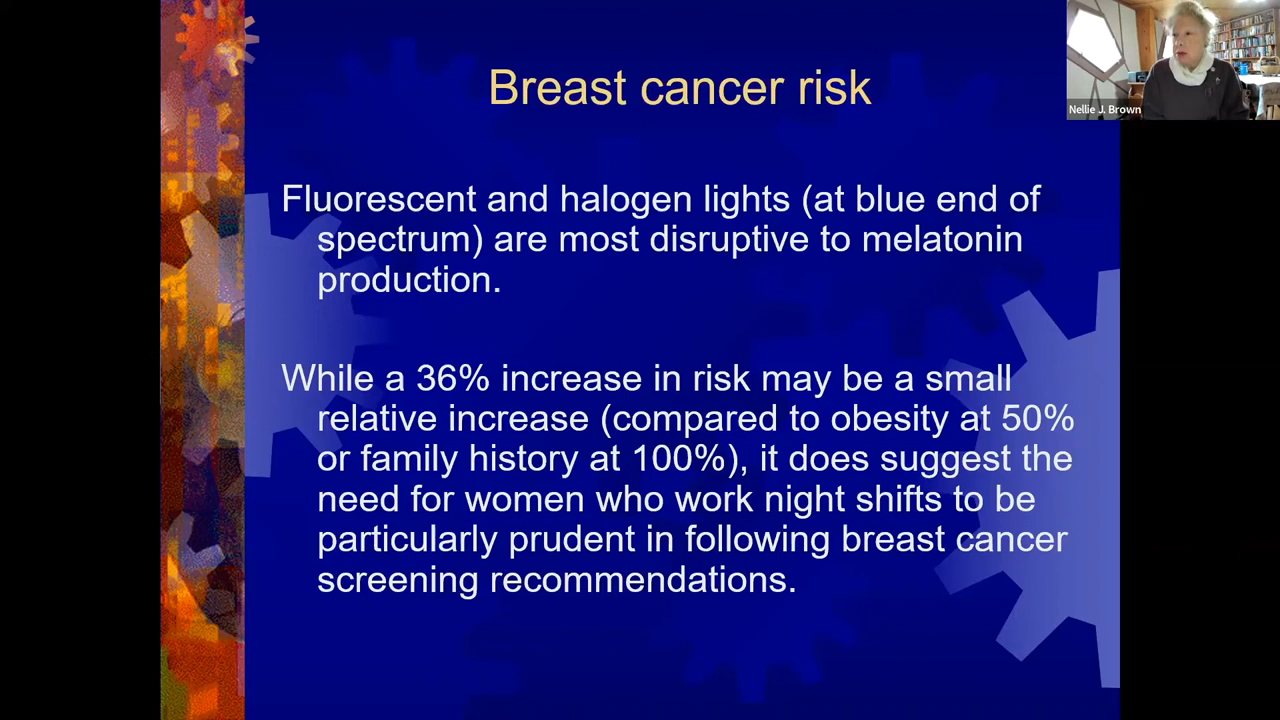 Breast cancer risk
Nellie J. Brown
Fluorescent and halogen lights (at blue end of
spectrum) are most disruptive to melatonin
production.
While a 36% increase in risk may be a small
relative increase (compared to obesity at 50%
or family history at 100%), it does suggest the
need for women who work night shifts to be
particularly prudent in following breast cancer
screening recommendations.